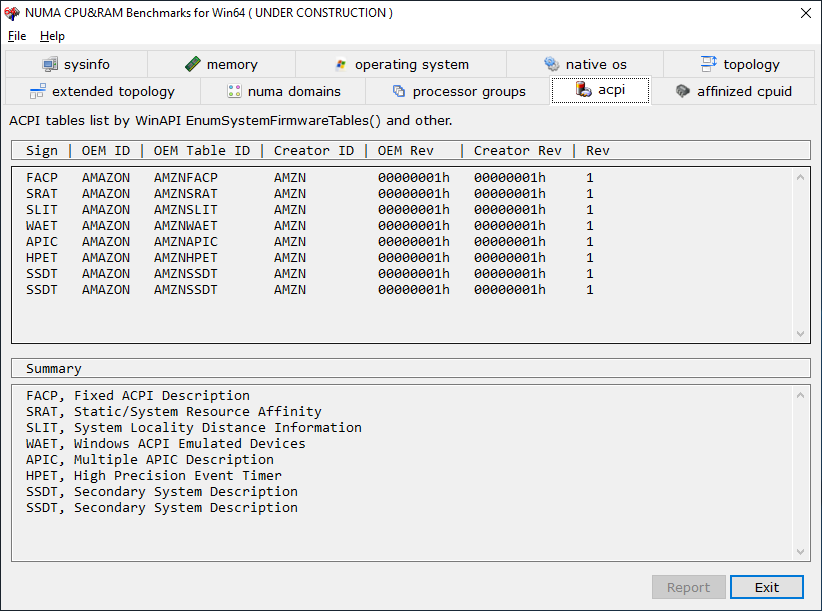 NUMA CPU&RAM Benchmarks for Win64 ( UNDER CONSTRUCTION )
File Help
sysinfo memory operating system native os topology
extended topology numa domains processor groups acpi affinized cpuid
ACPI tables list by WinAPI EnumSystemFirmwareTables() and other.
Sign | OEM ID | OEM Table ID | Creator ID | OEM Rev | Creator Rev | Rev
FACP AMAZON AMZNFACP AMZN 00000001h 00000001h 1
SRAT AMAZON AMZNSRAT AMZN 00000001h 00000001h 1
SLIT AMAZON AMZNSLIT AMZN 00000001h 00000001h 1
WAET AMAZON AMZNWAET AMZN 00000001h 00000001h 1
APIC AMAZON AMZNAPIC AMZN 00000001h 00000001h 1
HPET AMAZON AMZNHPET AMZN 00000001h 00000001h 1
SSDT AMAZON AMZNSSDT AMZN 00000001h 00000001h 1
SSDT AMAZON AMZNSSDT AMZN 00000001h 00000001h 1
Summary
FACP, Fixed ACPI Description
SRAT, Static/System Resource Affinity
SLIT, System Locality Distance Information
WAET, Windows ACPI Emulated Devices
APIC, Multiple APIC Description
HPET, High Precision Event Timer
SSDT, Secondary System Description
SSDT, Secondary System Description
Report Exit